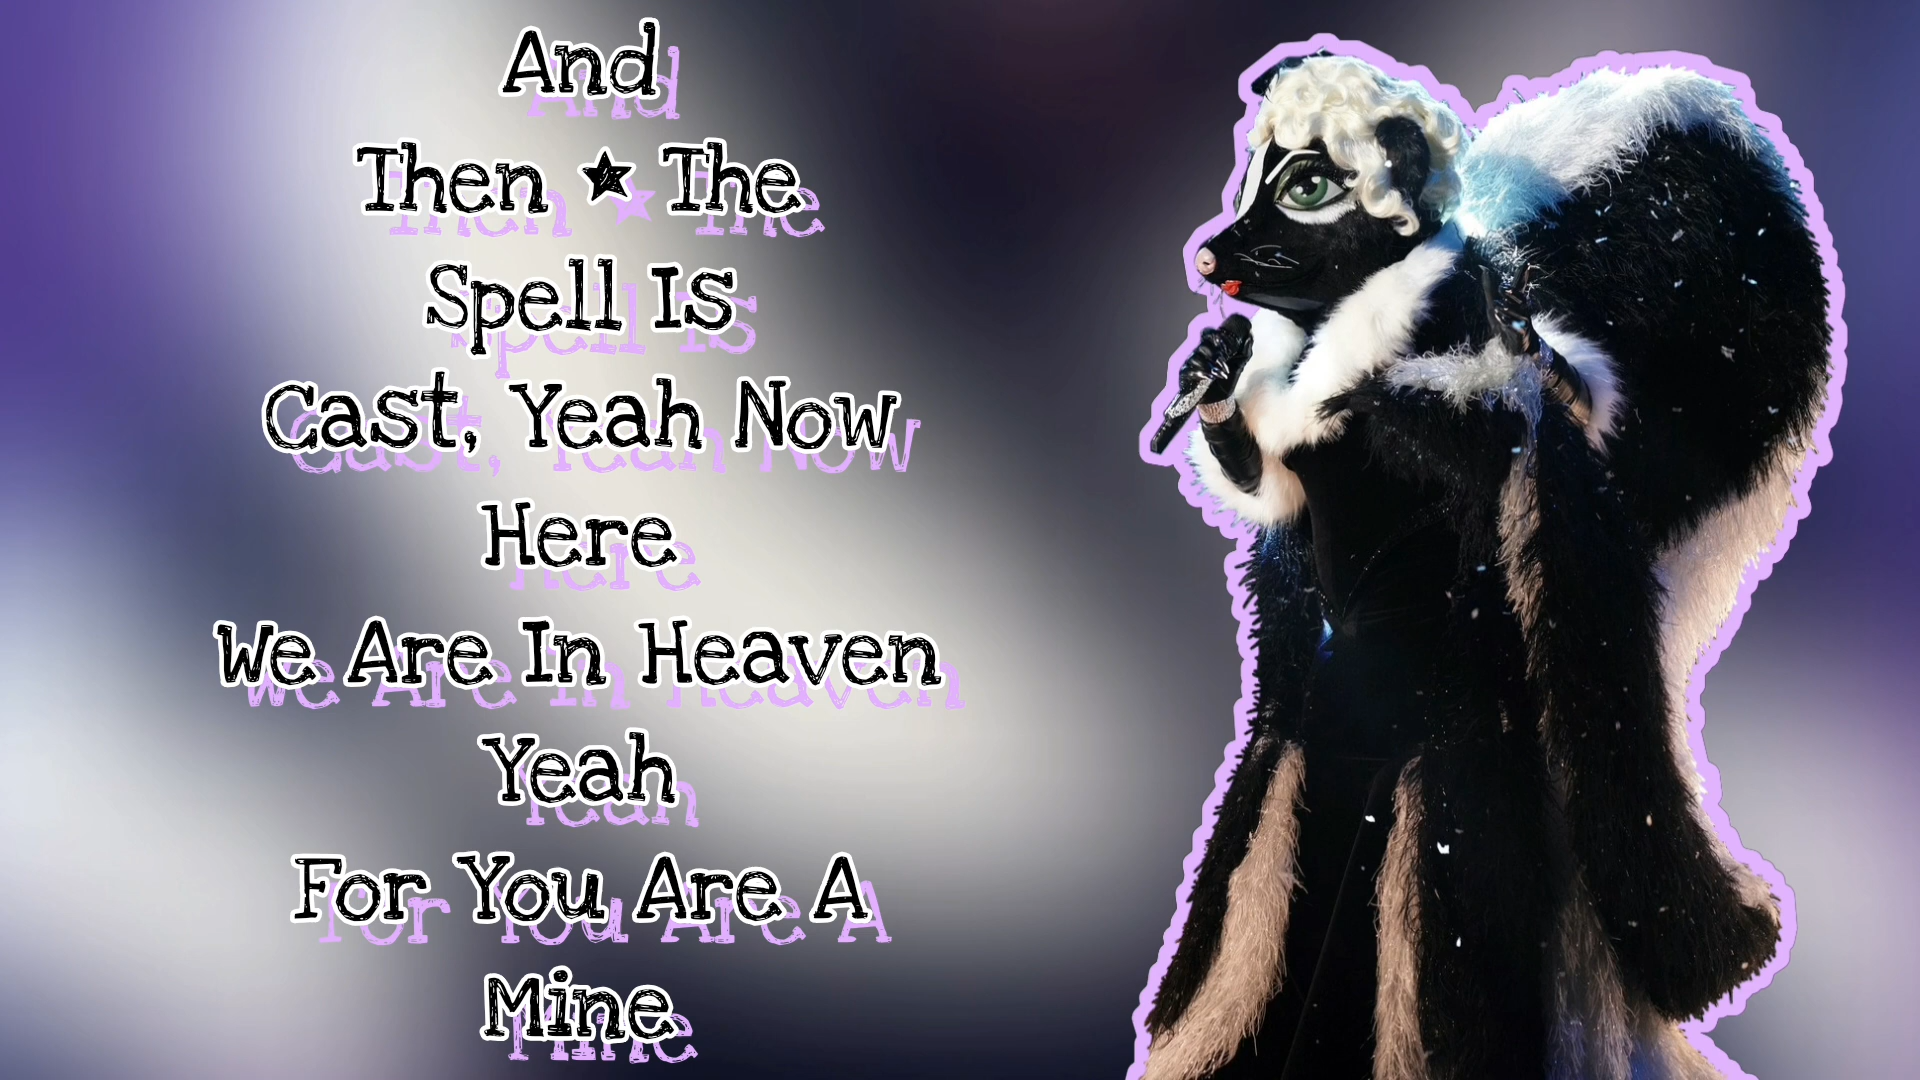 And
Then ★ The
Spell Is
Cast, Yeah Now
Here
We Are In Heaven
Yeah
For You Are A
Mine